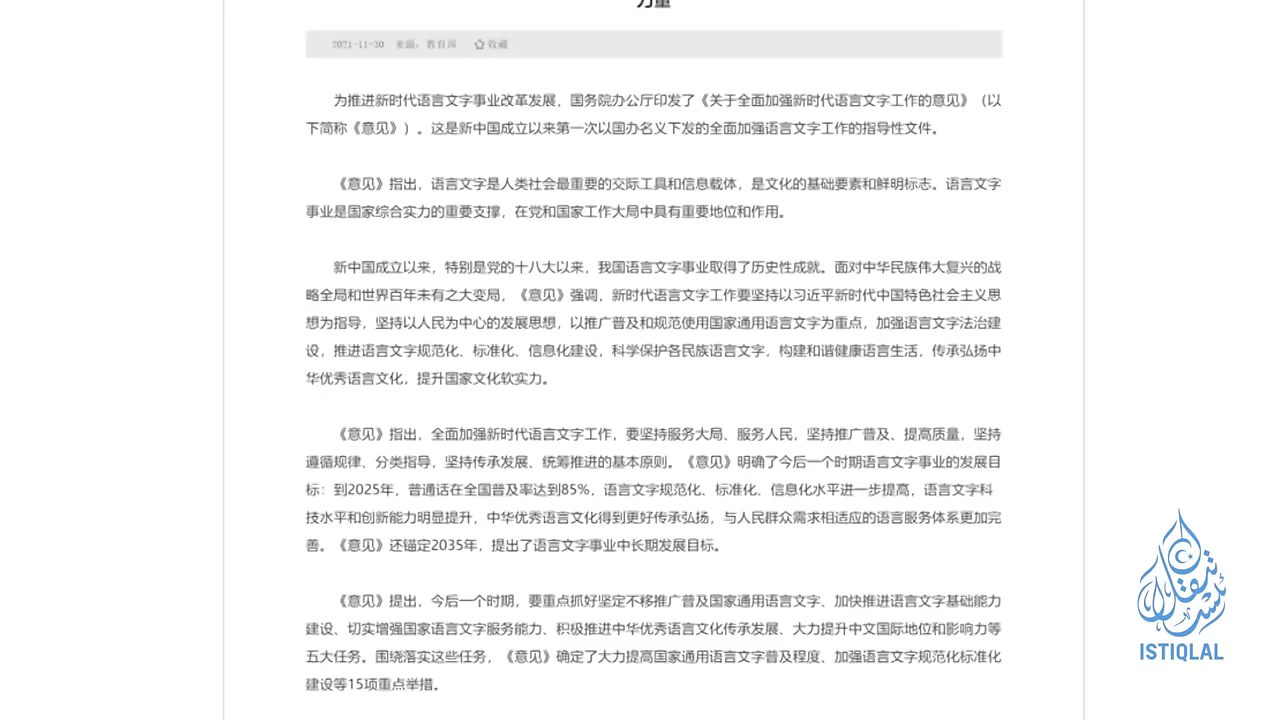 力量
2021-11-30 来源：教育部 收藏
为推进新时代语言文字事业改革发展，国务院办公厅印发了《关于全面加强新时代语言文字工作的意见》（以
下简称《意见》）。这是新中国成立以来第一次以国办名义下发的全面加强语言文字工作的指导性文件。
《意见》指出，语言文字是人类社会最重要的交际工具和信息载体，是文化的基础要素和鲜明标志。语言文字
事业是国家综合实力的重要支撑，在党和国家工作大局中具有重要地位和作用。
新中国成立以来，特别是党的十八大以来，我国语言文字事业取得了历史性成就。面对中华民族伟大复兴的战
略全局和世界百年未有之大变局，《意见》强调，新时代语言文字工作要坚持以习近平新时代中国特色社会主义思
想为指导，坚持以人民为中心的发展思想，以推广普及和规范使用国家通用语言文字为重点，加强语言文字法治建
设，推进语言文字规范化、标准化、信息化建设，科学保护各民族语言文字，构建和谐健康语言生活，传承弘扬中
华优秀语言文化，提升国家文化软实力。
《意见》指出，全面加强新时代语言文字工作，要坚持服务大局、服务人民，坚持推广普及、提高质量，坚持
遵循规律、分类指导，坚持传承发展、统筹推进的基本原则。《意见》明确了今后一个时期语言文字事业的发展目
标：到2025年，普通话在全国普及率达到85%，语言文字规范化、标准化、信息化水平进一步提高，语言文字科
技水平和创新能力明显提升，中华优秀语言文化得到更好传承弘扬，与人民群众需求相适应的语言服务体系更加完
善。《意见》还锚定2035年，提出了语言文字事业中长期发展目标。
《意见》提出，今后一个时期，要重点抓好坚定不移推广普及国家通用语言文字、加快推进语言文字基础能力
建设、切实增强国家语言文字服务能力、积极推进中华优秀语言文化传承发展、大力提升中文国际地位和影响力等
五大任务。围绕落实这些任务，《意见》确定了大力提高国家通用语言文字普及程度、加强语言文字规范化标准化
建设等15项重点举措。
ISTIQLAL